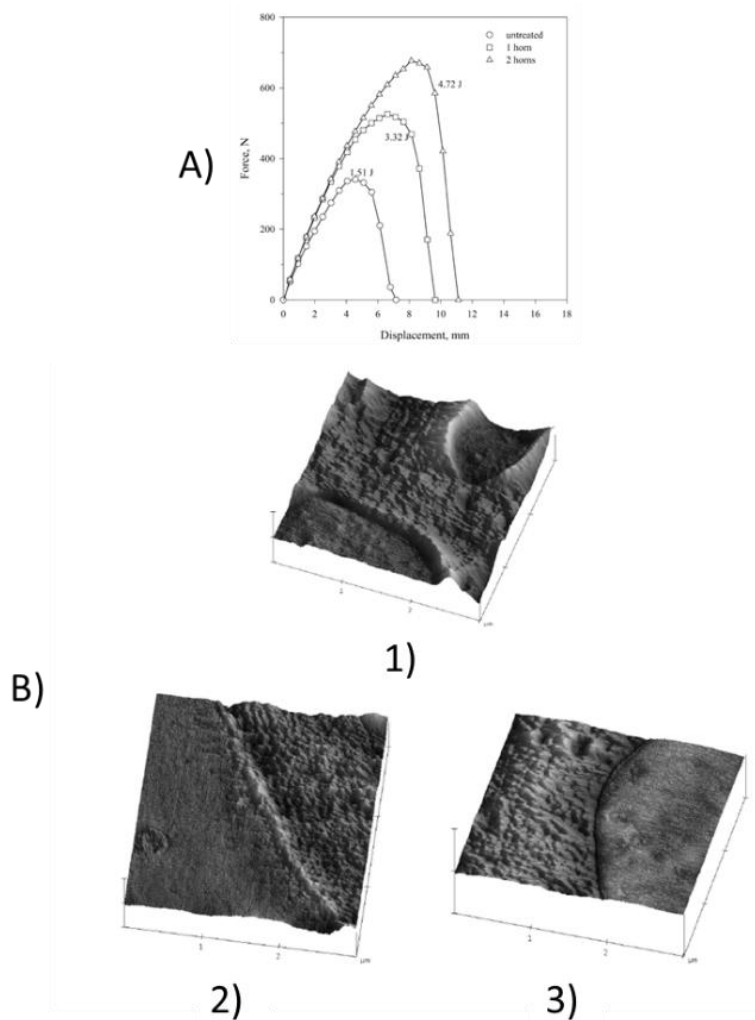 A)
800
600
400
200
0
Force, N
untreated
1 horn
2 horns
4.72 J
3.32 J
1.51 J
0 2 4 6 8 10 12 14 16 18
Displacement, mm
1
2
μm
1)
B)
1
2
μm
2)
1
2
μm
3)